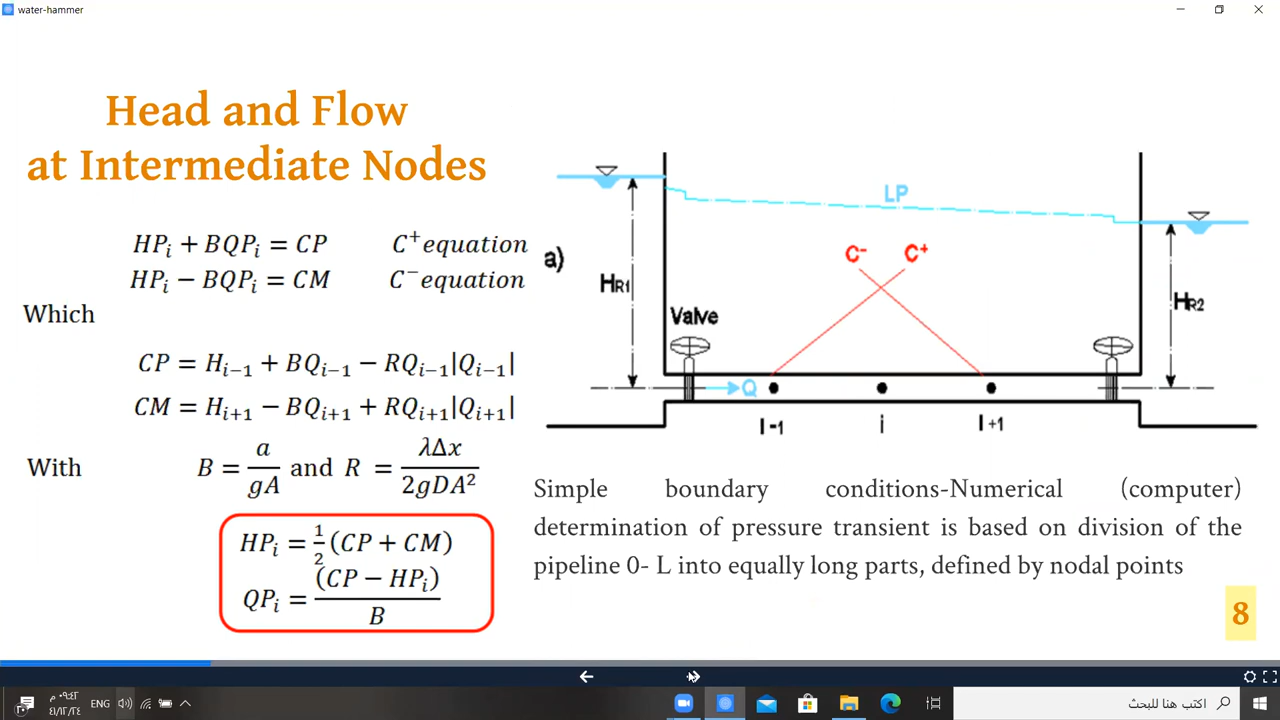 water-hammer
Head and Flow
at Intermediate Nodes
HP_i + BQP_i = CP   C^+ equation
HP_i − BQP_i = CM   C^− equation
Which
CP = H_{i−1} + BQ_{i−1} − RQ_{i−1}|Q_{i−1}|
CM = H_{i+1} − BQ_{i+1} + RQ_{i+1}|Q_{i+1}|
With B = a/gA and R = λΔx/2gDA²
HP_i = 1/2 (CP + CM)
QP_i = (CP − HP_i)/B
LP
a)
C- C+
HR1
HR2
Valve
Q
I-1 i I+1
Simple boundary conditions-Numerical (computer)
determination of pressure transient is based on division of the
pipeline 0- L into equally long parts, defined by nodal points
8
ENG
اكتب هنا للبحث